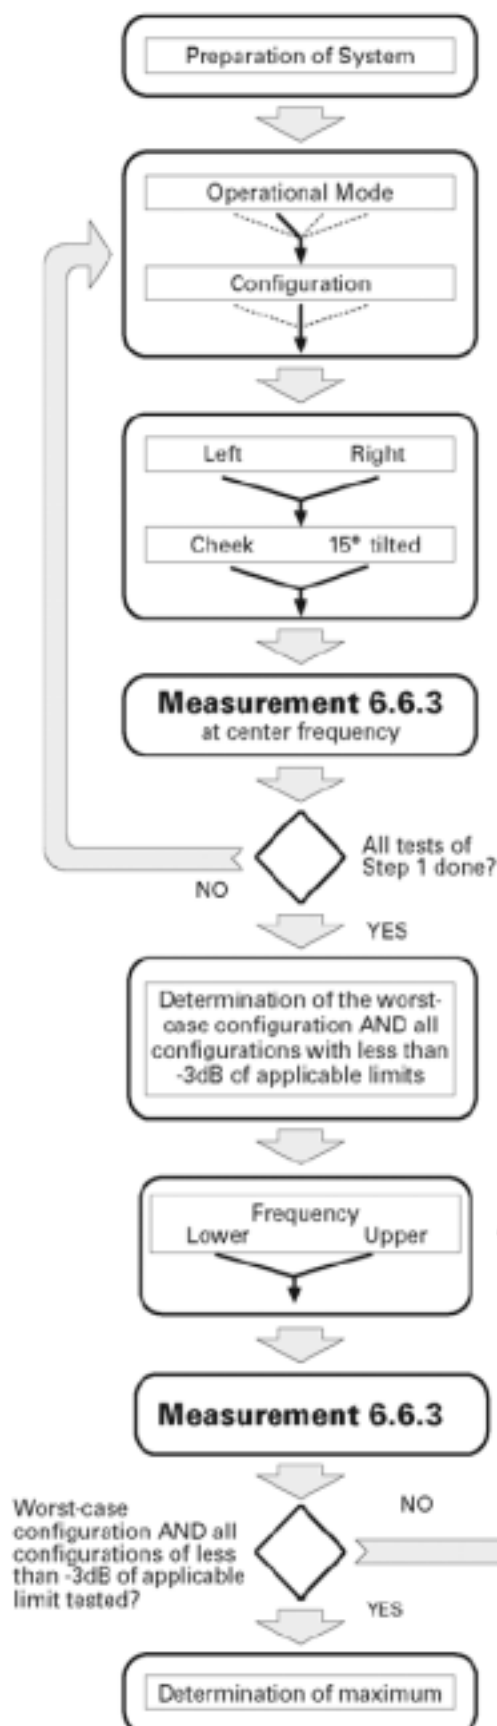 Preparation of System
Operational Mode
Configuration
Left Right
Cheek 15° tilted
Measurement 6.6.3
at center frequency
All tests of
Step 1 done?
NO
YES
Determination of the worst-
case configuration AND all
configurations with less than
-3dB of applicable limits
Frequency
Lower Upper
Measurement 6.6.3
NO
Worst-case
configuration AND all
configurations of less
than -3dB of applicable
limit tested?
YES
Determination of maximum